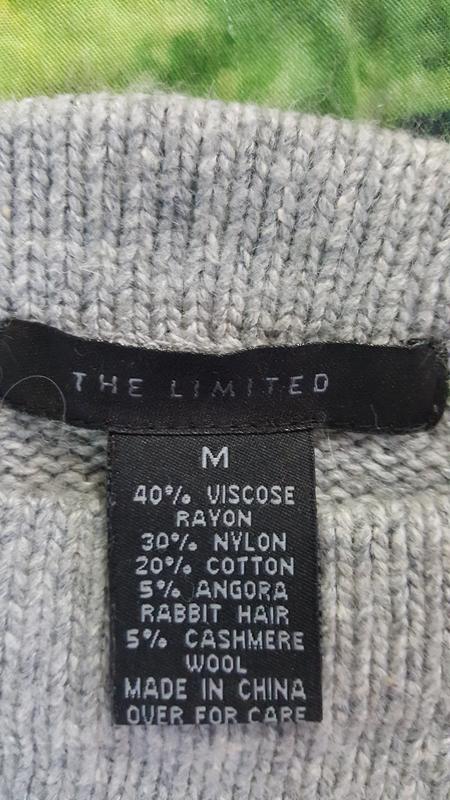 THE LIMITED
M
40% VISCOSE
RAYON
30% NYLON
20% COTTON
5% ANGORA
RABBIT HAIR
5% CASHMERE
WOOL
MADE IN CHINA
OVER FOR CARE